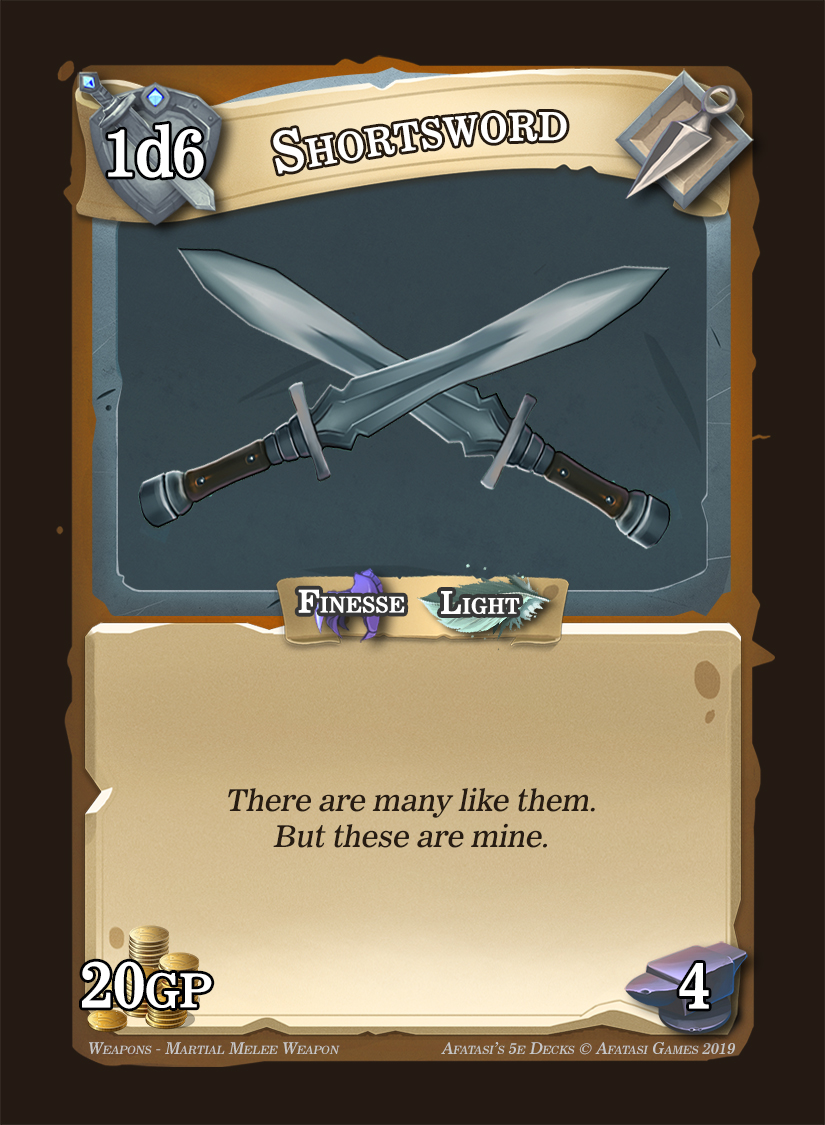 1d6
Shortsword
Finesse Light
There are many like them.
But these are mine.
20GP
4
Weapons - Martial Melee Weapon
Afatasi's 5e Decks © Afatasi Games 2019